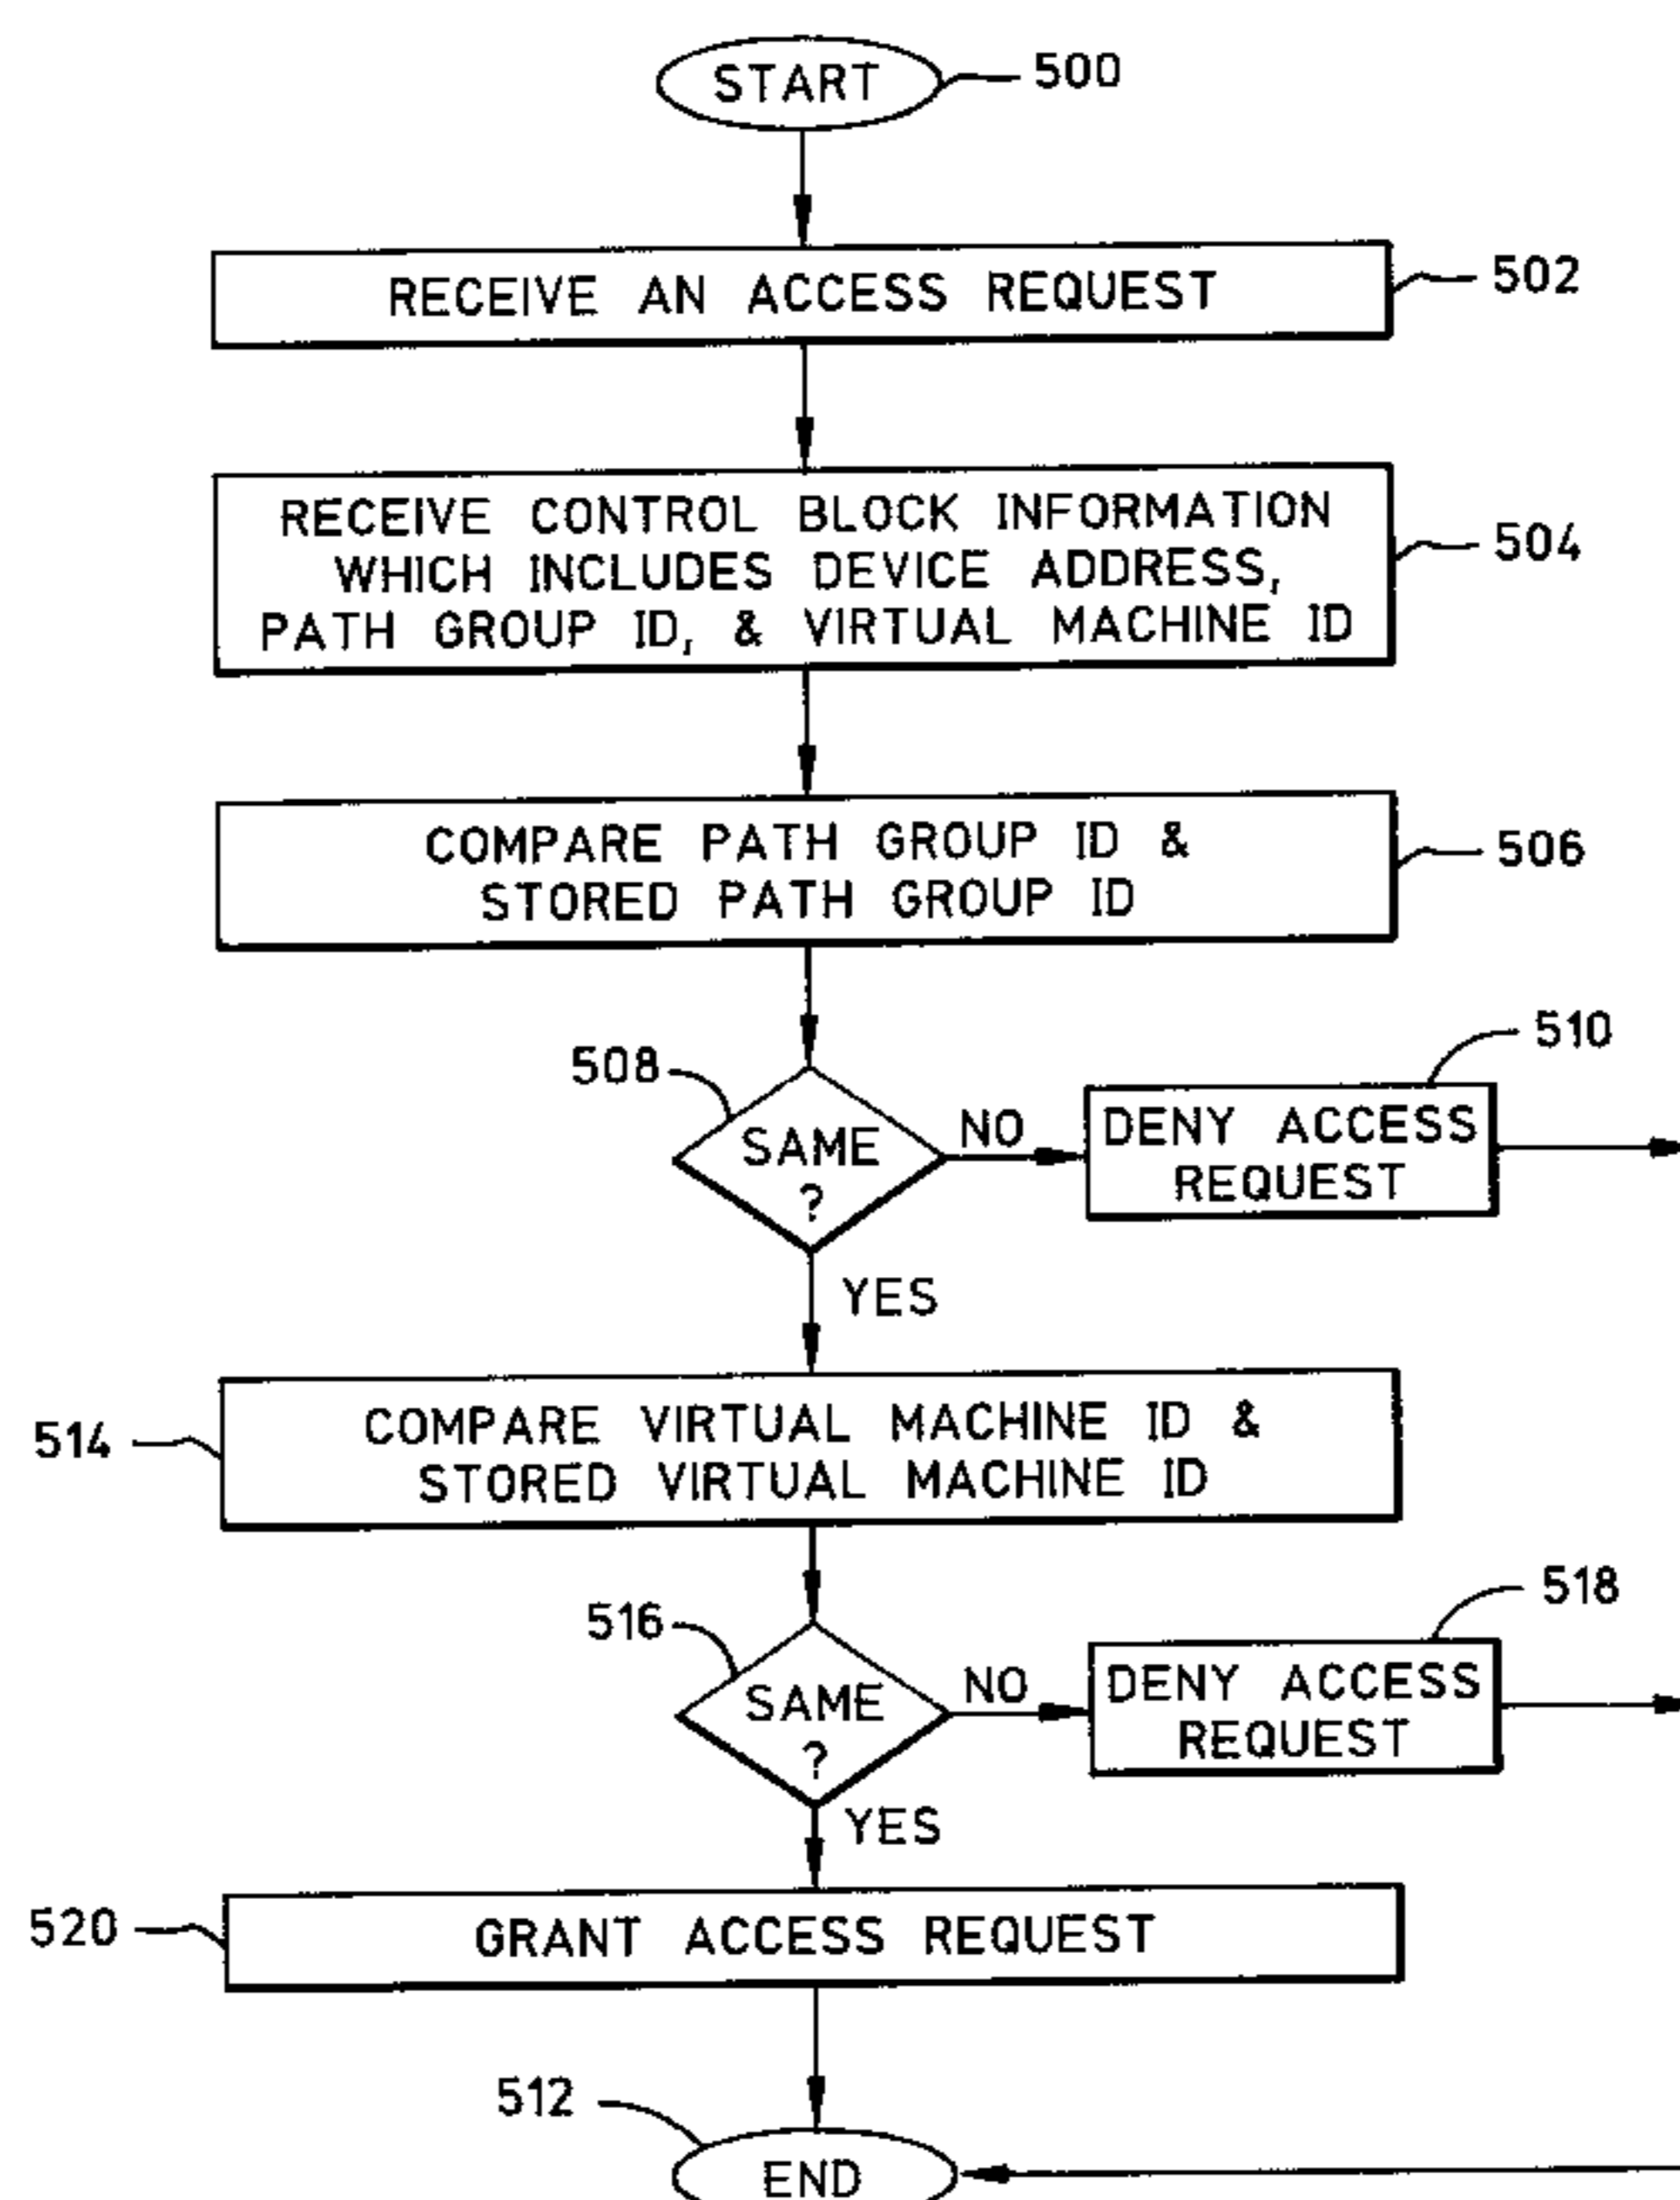 START
500
RECEIVE AN ACCESS REQUEST
502
RECEIVE CONTROL BLOCK INFORMATION
WHICH INCLUDES DEVICE ADDRESS,
PATH GROUP ID, & VIRTUAL MACHINE ID
504
COMPARE PATH GROUP ID &
STORED PATH GROUP ID
506
508
SAME
?
NO
510
DENY ACCESS
REQUEST
YES
514
COMPARE VIRTUAL MACHINE ID &
STORED VIRTUAL MACHINE ID
516
SAME
?
NO
518
DENY ACCESS
REQUEST
YES
520
GRANT ACCESS REQUEST
512
END